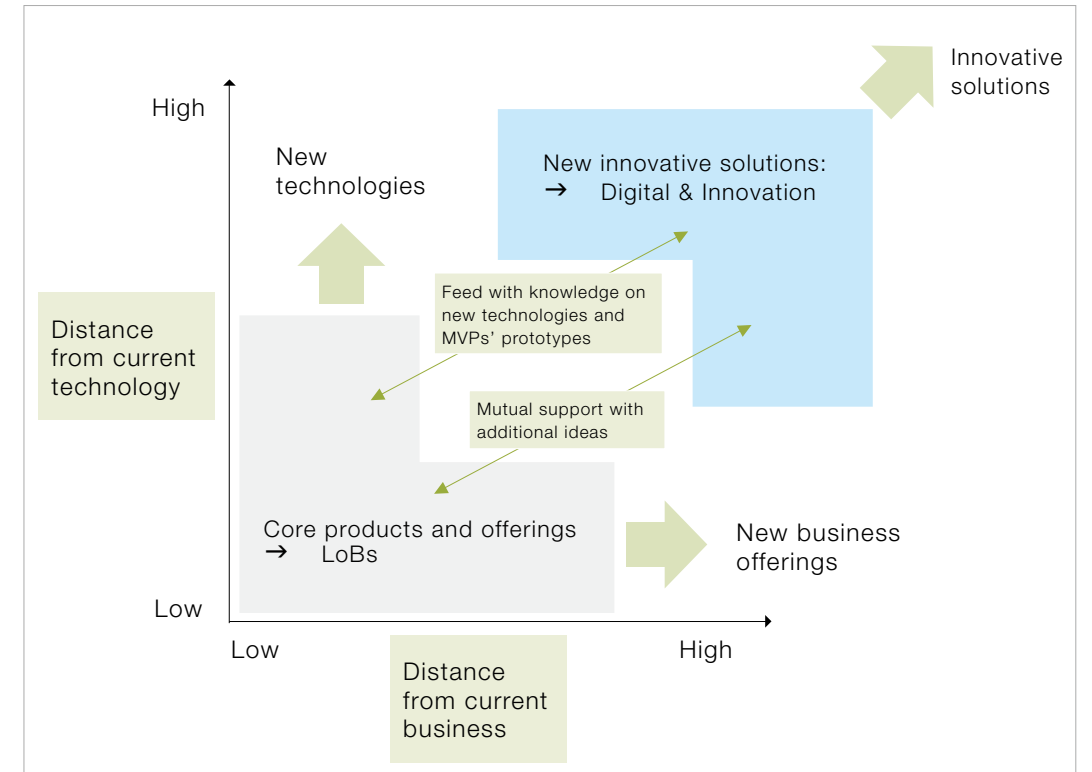 Innovative
solutions
High
New
technologies
New innovative solutions:
→ Digital & Innovation
Feed with knowledge on
new technologies and
MVPs’ prototypes
Distance
from current
technology
Mutual support with
additional ideas
Core products and offerings
→ LoBs
New business
offerings
Low
Low
High
Distance
from current
business